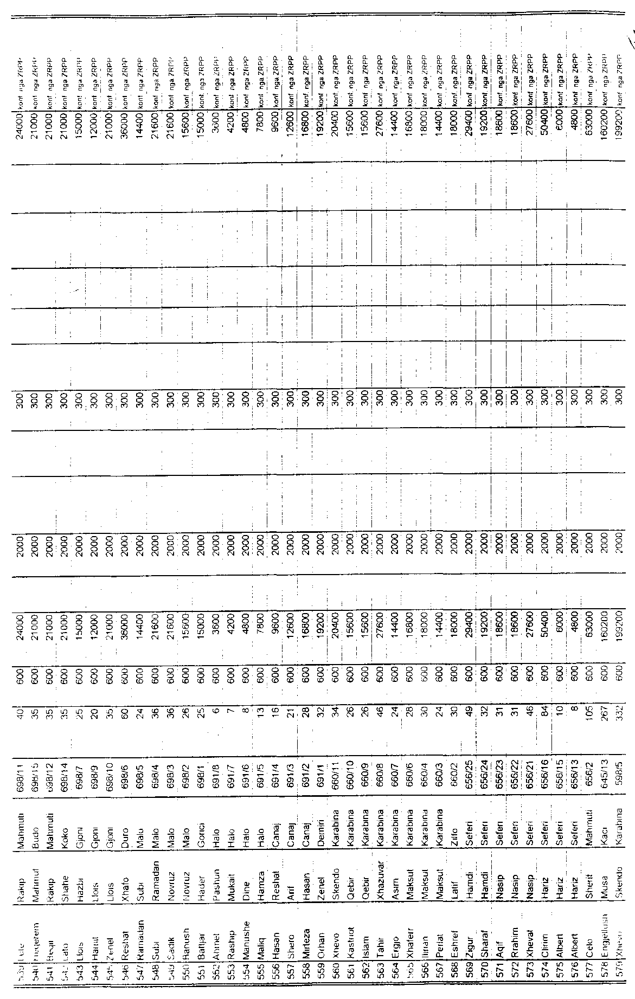 539 Lule Rakip Mahmuti 698/11 40 600 24000 2000 300 24000 konf nga ZRPP
540 Heqerem Mahmut Budo 698/15 35 600 21000 2000 300 21000 konf nga ZRPP
541 Beqir Rakip Mahmuti 698/12 35 600 21000 2000 300 21000 konf nga ZRPP
542 Lato Shahe Koko 698/14 35 600 21000 2000 300 21000 konf nga ZRPP
543 Llois Hazbi Gjoni 698/7 25 600 15000 2000 300 15000 konf nga ZRPP
544 Hamit Llois Gjoni 698/9 20 600 12000 2000 300 12000 konf nga ZRPP
545 Zenel Llois Gjoni 698/10 35 600 21000 2000 300 21000 konf nga ZRPP
546 Reshat Xhafo Duro 698/6 60 600 36000 2000 300 36000 konf nga ZRPP
547 Ramadan Subi Malo 698/5 24 600 14400 2000 300 14400 konf nga ZRPP
548 Subi Ramadan Malo 698/4 36 600 21600 2000 300 21600 konf nga ZRPP
549 Sadik Novruz Malo 698/3 36 600 21600 2000 300 21600 konf nga ZRPP
550 Ranush Novruz Malo 698/2 26 600 15600 2000 300 15600 konf nga ZRPP
551 Baftjar Hader Gorici 698/1 25 600 15000 2000 300 15000 konf nga ZRPP
552 Ahmet Pashun Halo 691/8 6 600 3600 2000 300 3600 konf nga ZRPP
553 Raship Mukait Halo 691/7 7 600 4200 2000 300 4200 konf nga ZRPP
554 Manushe Dine Halo 691/6 8 600 4800 2000 300 4800 konf nga ZRPP
555 Maliq Hamza Halo 691/5 13 600 7800 2000 300 7800 konf nga ZRPP
556 Hasan Reshat Canaj 691/4 16 600 9600 2000 300 9600 konf nga ZRPP
557 Shero Arif Canaj 691/3 21 600 12600 2000 300 12600 konf nga ZRPP
558 Mirteza Hasan Canaj 691/2 28 600 16800 2000 300 16800 konf nga ZRPP
559 Orhan Zenel Demiri 691/1 32 600 19200 2000 300 19200 konf nga ZRPP
560 Xhevo Skendo Karabina 660/11 34 600 20400 2000 300 20400 konf nga ZRPP
561 Kastriot Qebir Karabina 660/10 26 600 15600 2000 300 15600 konf nga ZRPP
562 Islam Qebir Karabina 660/9 26 600 15600 2000 300 15600 konf nga ZRPP
563 Tahir Xhazuvar Karabina 660/8 46 600 27600 2000 300 27600 konf nga ZRPP
564 Ergjo Asim Karabina 660/7 24 600 14400 2000 300 14400 konf nga ZRPP
565 Xhaferr Maksut Karabina 660/6 28 600 16800 2000 300 16800 konf nga ZRPP
566 Ilirian Maksut Karabina 660/4 30 600 18000 2000 300 18000 konf nga ZRPP
567 Perlat Maksut Karabina 660/3 24 600 14400 2000 300 14400 konf nga ZRPP
568 Eshref Latif Zilfo 660/2 30 600 18000 2000 300 18000 konf nga ZRPP
569 Zigur Hamdi Seferi 656/25 49 600 29400 2000 300 29400 konf nga ZRPP
570 Sharaf Hamdi Seferi 656/24 32 600 19200 2000 300 19200 konf nga ZRPP
571 Aqif Nasip Seferi 656/23 31 600 18600 2000 300 18600 konf nga ZRPP
572 Rrahim Nasip Seferi 656/22 31 600 18600 2000 300 18600 konf nga ZRPP
573 Xhevat Nasip Seferi 656/21 46 600 27600 2000 300 27600 konf nga ZRPP
574 Clirim Hariz Seferi 656/16 84 600 50400 2000 300 50400 konf nga ZRPP
575 Albert Hariz Seferi 656/15 10 600 6000 2000 300 6000 konf nga ZRPP
576 Albert Hariz Seferi 656/13 8 600 4800 2000 300 4800 konf nga ZRPP
577 Celo Sherif Mahmuti 656/2 105 600 63000 2000 300 63000 konf nga ZRPP
578 Engjellush Musa Kaci 645/13 267 600 160200 2000 300 160200 konf nga ZRPP
579 Xhevo Skendo Karabina 598/5 332 600 199200 2000 300 199200 konf nga ZRPP